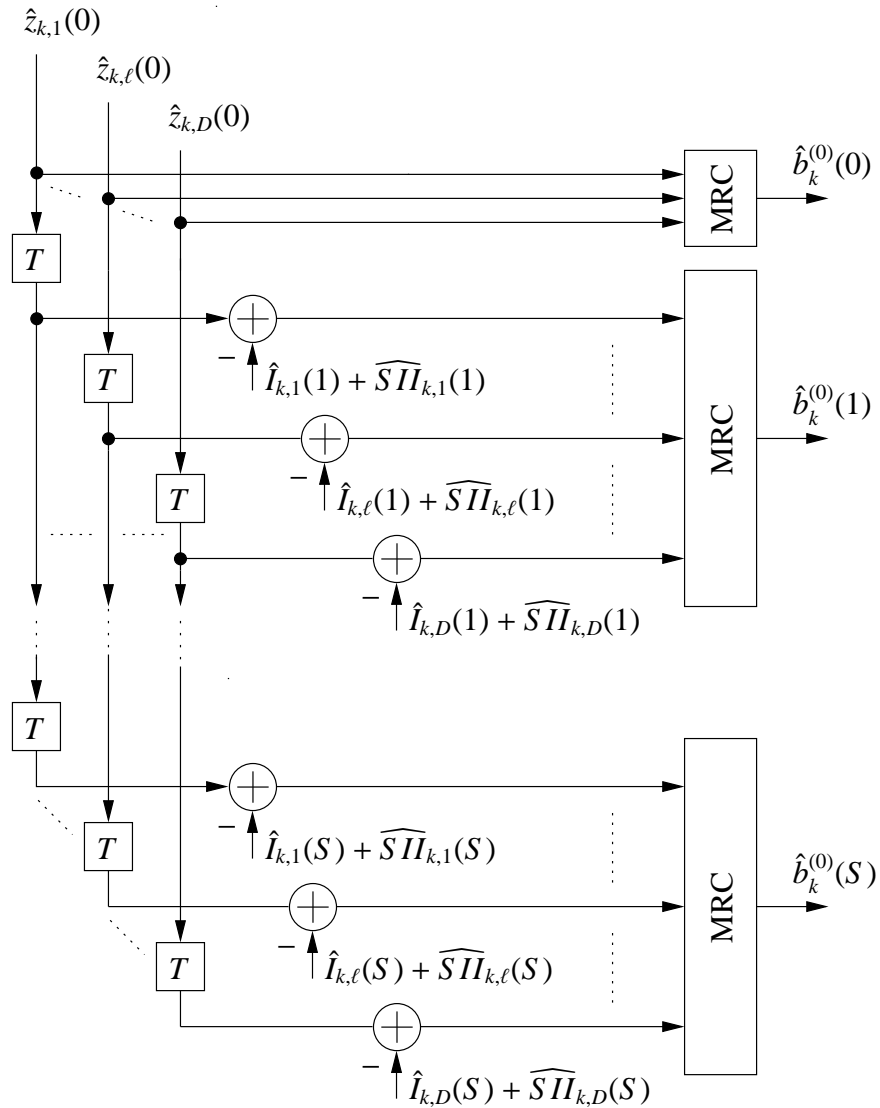 ẑ_{k,1}(0)
ẑ_{k,ℓ}(0)
ẑ_{k,D}(0)
MRC
b̂_k^{(0)}(0)
T
T
T
− Î_{k,1}(1) + \widehat{SII}_{k,1}(1)
− Î_{k,ℓ}(1) + \widehat{SII}_{k,ℓ}(1)
− Î_{k,D}(1) + \widehat{SII}_{k,D}(1)
MRC
b̂_k^{(0)}(1)
T
T
T
− Î_{k,1}(S) + \widehat{SII}_{k,1}(S)
− Î_{k,ℓ}(S) + \widehat{SII}_{k,ℓ}(S)
− Î_{k,D}(S) + \widehat{SII}_{k,D}(S)
MRC
b̂_k^{(0)}(S)